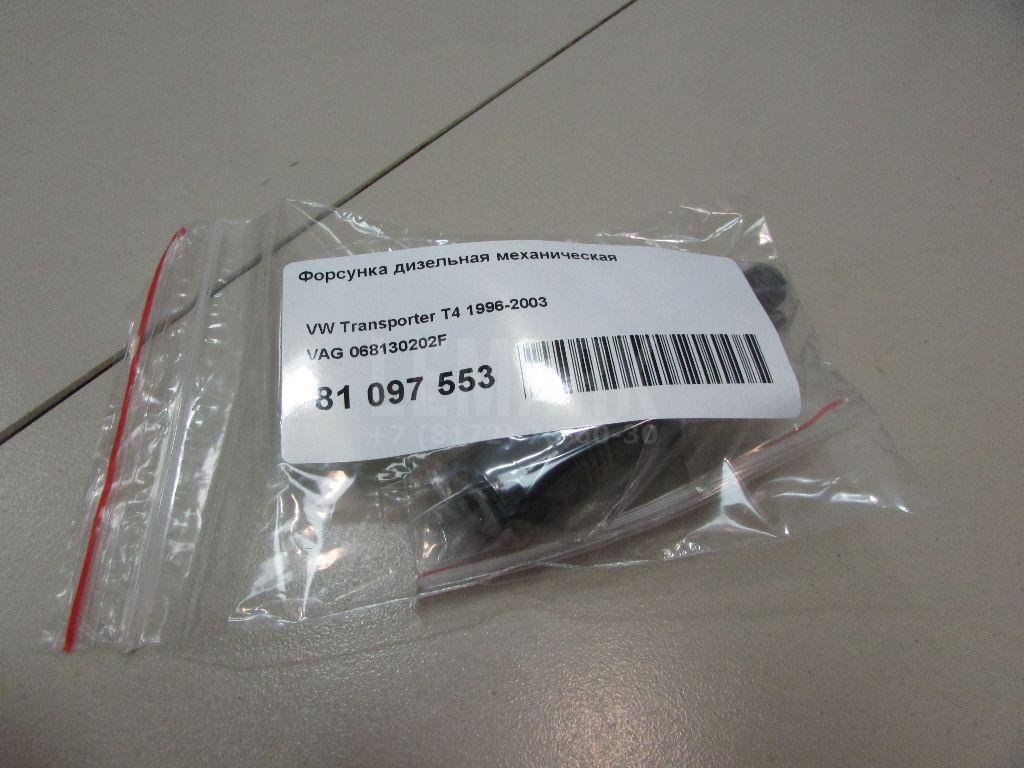 Форсунка дизельная механическая
VW Transporter T4 1996-2003
VAG 068130202F
81 097 553